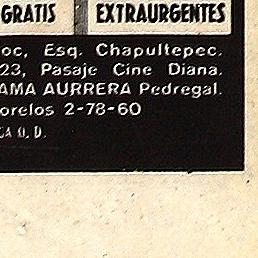 GRATIS EXTRAURGENTES
oc, Esq. Chapultepec.
23, Pasaje Cine Diana.
AMA AURRERA Pedregal.
orelos 2-78-60
O. D.